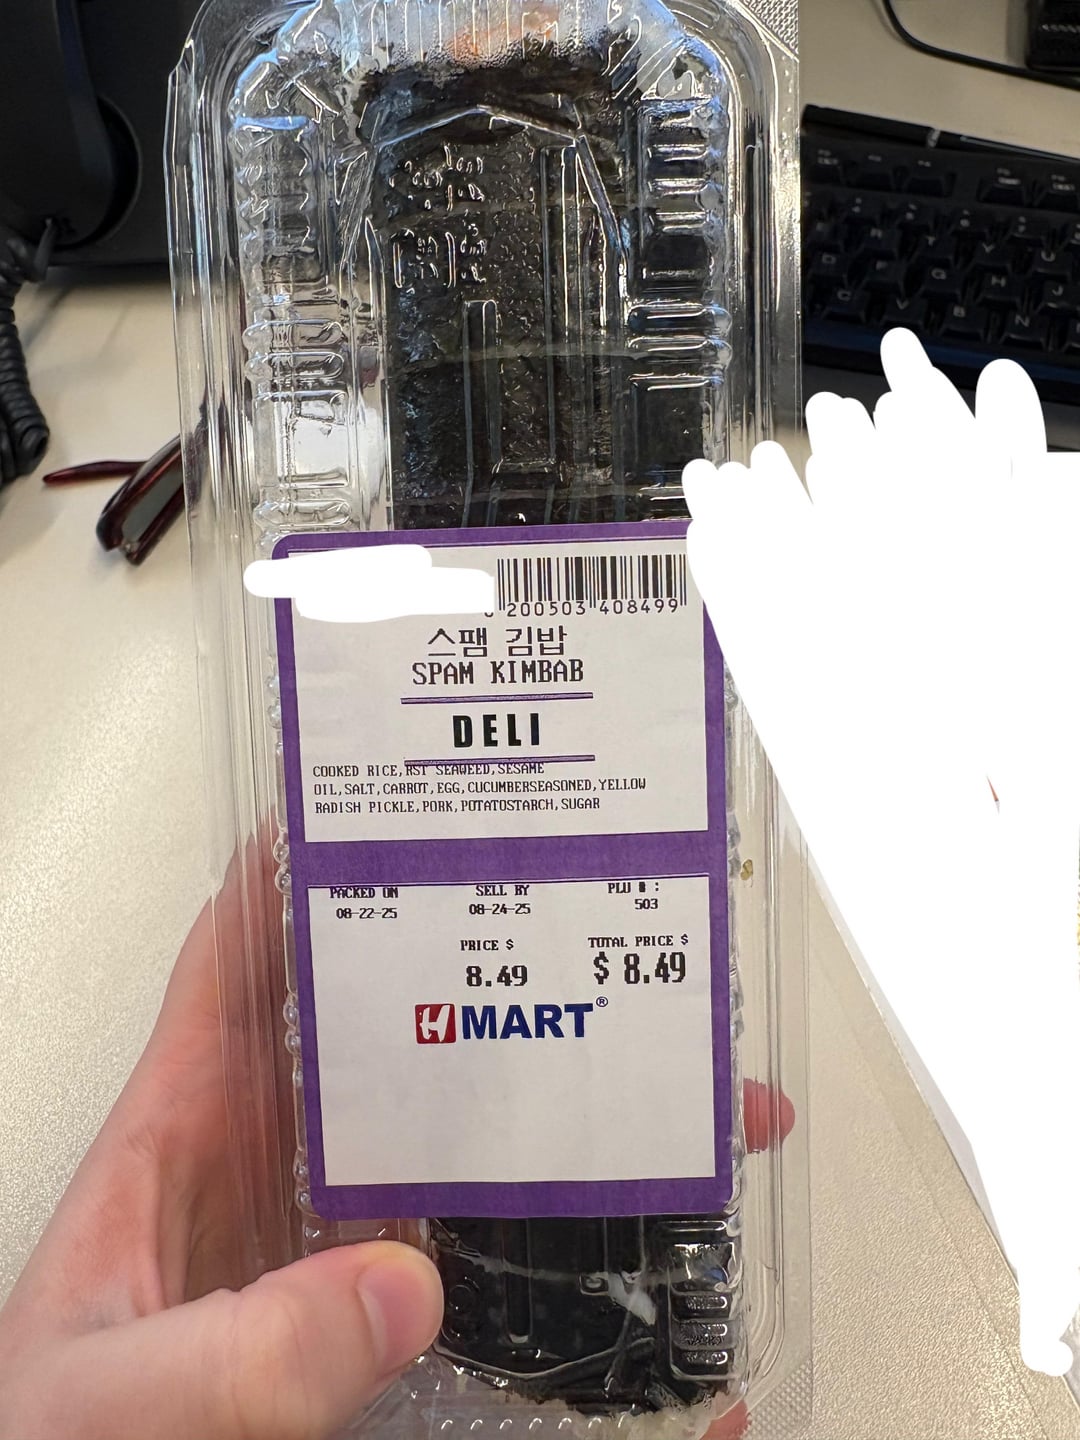 200503 408499
스팸 김밥
SPAM KIMBAB
DELI
COOKED RICE,RST SEAWEED,SESAME
OIL,SALT,CARROT,EGG,CUCUMBERSEASONED,YELLOW
RADISH PICKLE,PORK,POTATOSTARCH,SUGAR
PACKED ON SELL BY PLU # :
08-22-25 08-24-25 503
PRICE $ TOTAL PRICE $
8.49 $ 8.49
H MART®